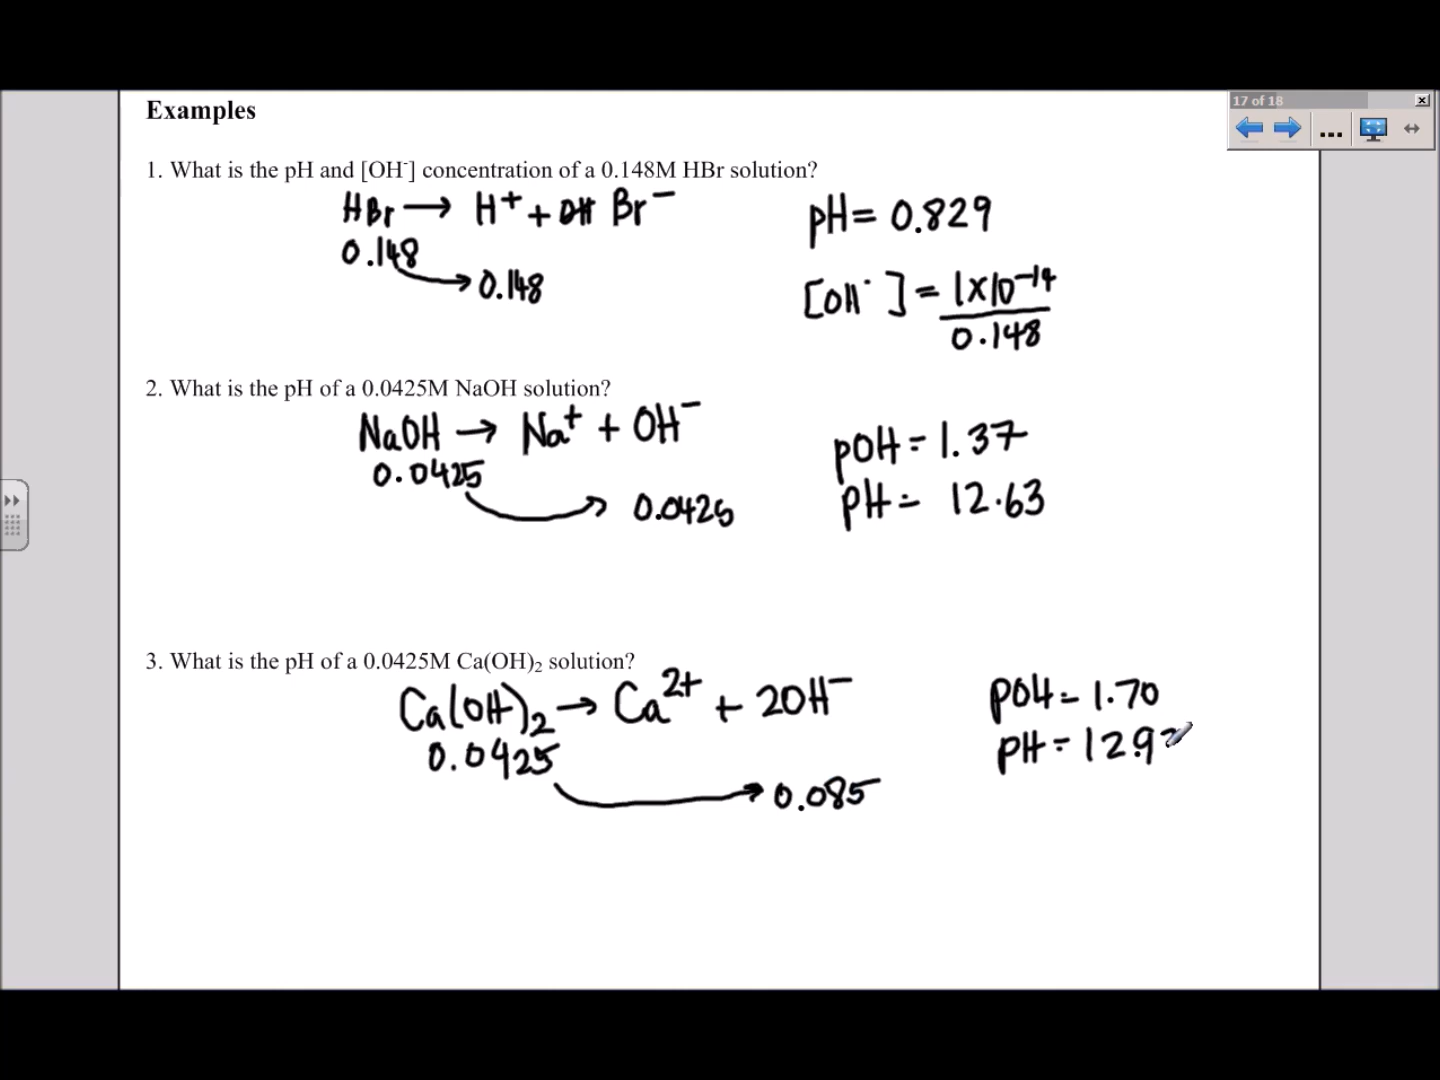 17 of 18
Examples
1. What is the pH and [OH⁻] concentration of a 0.148M HBr solution?
HBr → H⁺ + Br⁻
0.148
0.148
pH = 0.829
[OH⁻] = 1X10⁻¹⁴
0.148
2. What is the pH of a 0.0425M NaOH solution?
NaOH → Na⁺ + OH⁻
0.0425
0.0425
pOH = 1.37
pH = 12.63
3. What is the pH of a 0.0425M Ca(OH)₂ solution?
Ca(OH)₂ → Ca²⁺ + 2OH⁻
0.0425
0.085
pOH = 1.70
pH =